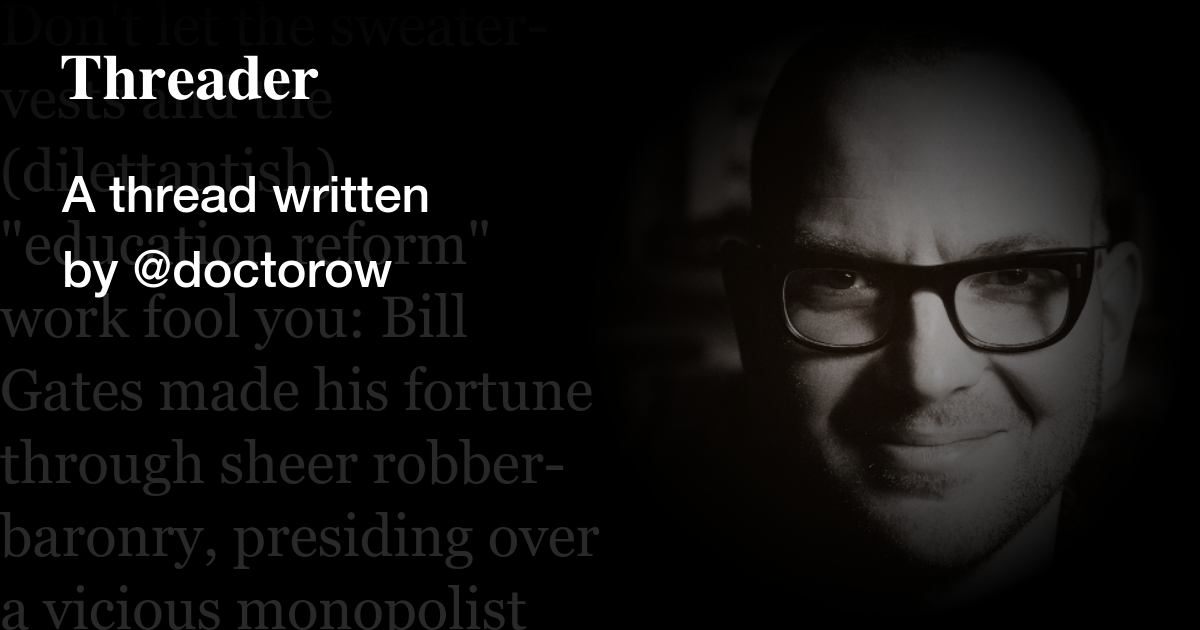 Don't let the sweater-
Threader
vests and the
(dilettantish)
A thread written
"education reform"
by @doctorow
work fool you: Bill
Gates made his fortune
through sheer robber-
baronry, presiding over
a vicious monopolist